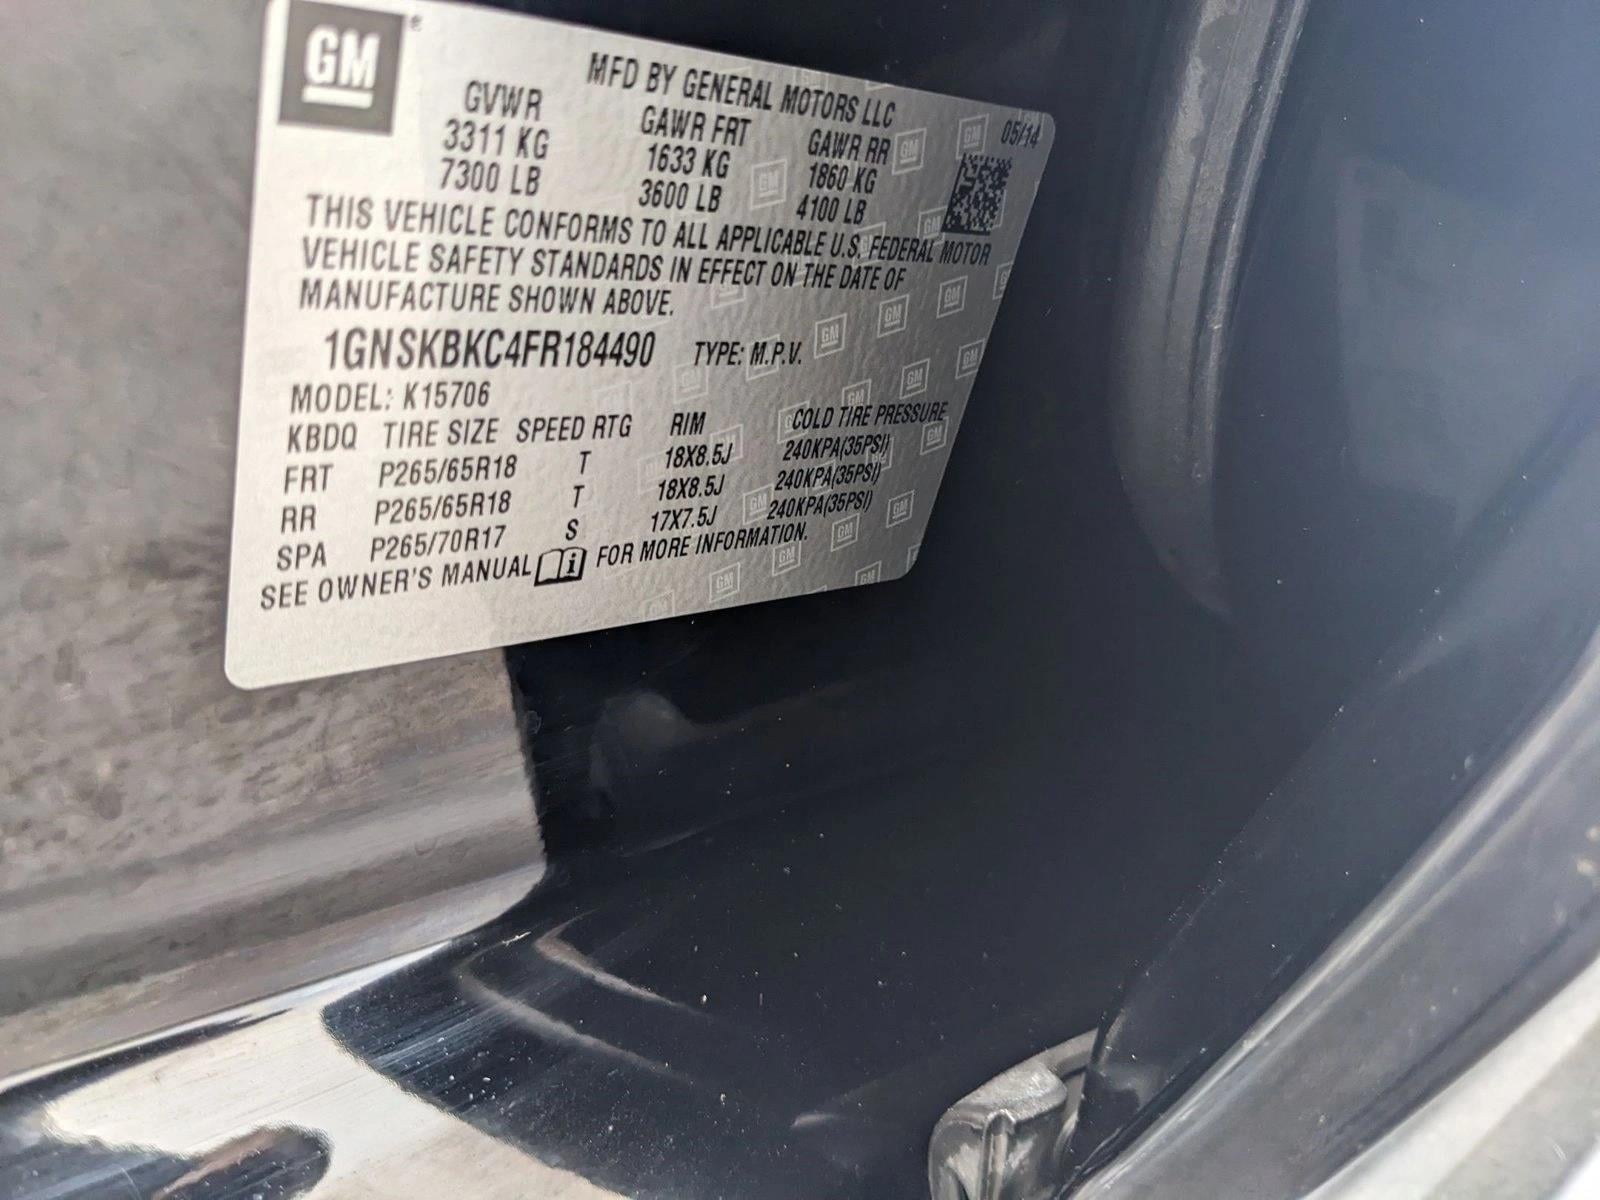 GM
MFD BY GENERAL MOTORS LLC
GVWR GAWR FRT GAWR RR 05/14
3311 KG 1633 KG 1860 KG
7300 LB 3600 LB 4100 LB
THIS VEHICLE CONFORMS TO ALL APPLICABLE U.S. FEDERAL MOTOR
VEHICLE SAFETY STANDARDS IN EFFECT ON THE DATE OF
MANUFACTURE SHOWN ABOVE.
1GNSKBKC4FR184490 TYPE: M.P.V.
MODEL: K15706
KBDQ TIRE SIZE SPEED RTG RIM COLD TIRE PRESSURE
FRT P265/65R18 T 18X8.5J 240KPA(35PSI)
RR P265/65R18 T 18X8.5J 240KPA(35PSI)
SPA P265/70R17 S 17X7.5J 240KPA(35PSI)
SEE OWNER'S MANUAL i FOR MORE INFORMATION.